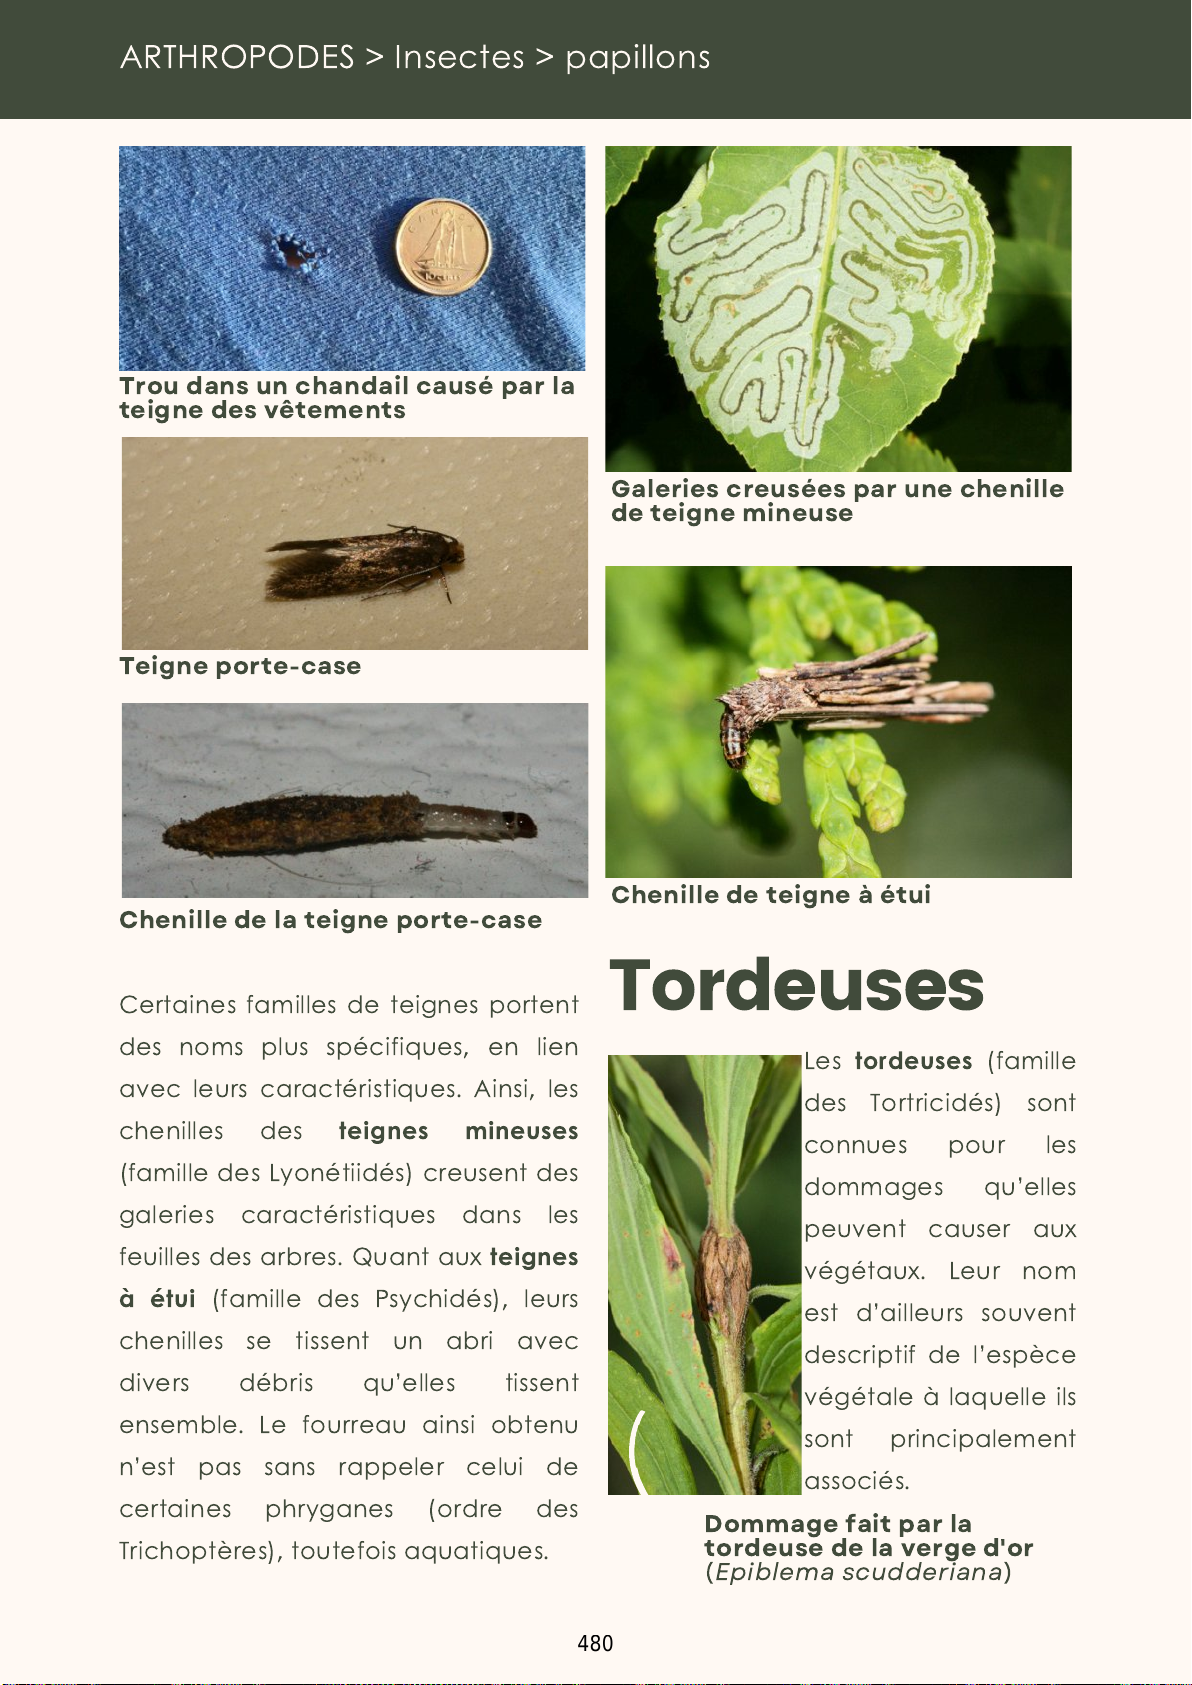 ARTHROPODES > Insectes > papillons
Trou dans un chandail causé par la
teigne des vêtements
Teigne porte-case
Chenille de la teigne porte-case
Certaines familles de teignes portent
des noms plus spécifiques, en lien
avec leurs caractéristiques. Ainsi, les
chenilles des teignes mineuses
(famille des Lyonétiidés) creusent des
galeries caractéristiques dans les
feuilles des arbres. Quant aux teignes
à étui (famille des Psychidés), leurs
chenilles se tissent un abri avec
divers débris qu'elles tissent
ensemble. Le fourreau ainsi obtenu
n'est pas sans rappeler celui de
certaines phryganes (ordre des
Trichoptères), toutefois aquatiques.
Galeries creusées par une chenille
de teigne mineuse
Chenille de teigne à étui
Tordeuses
Les tordeuses (famille
des Tortricidés) sont
connues pour les
dommages qu'elles
peuvent causer aux
végétaux. Leur nom
est d'ailleurs souvent
descriptif de l'espèce
végétale à laquelle ils
sont principalement
associés.
Dommage fait par la
tordeuse de la verge d'or
(Epiblema scudderiana)
480